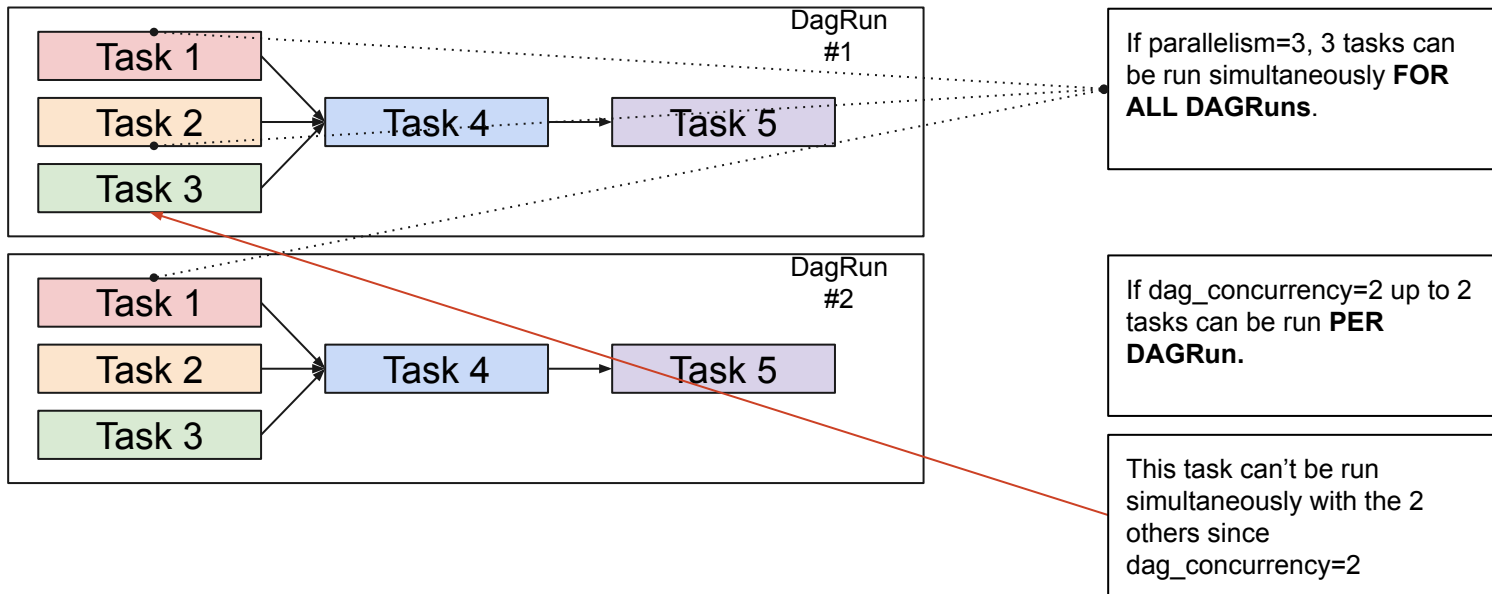 DagRun
#1
Task 1
Task 2
Task 3
Task 4
Task 5
If parallelism=3, 3 tasks can
be run simultaneously FOR
ALL DAGRuns.
DagRun
#2
Task 1
Task 2
Task 3
Task 4
Task 5
If dag_concurrency=2 up to 2
tasks can be run PER
DAGRun.
This task can’t be run
simultaneously with the 2
others since
dag_concurrency=2